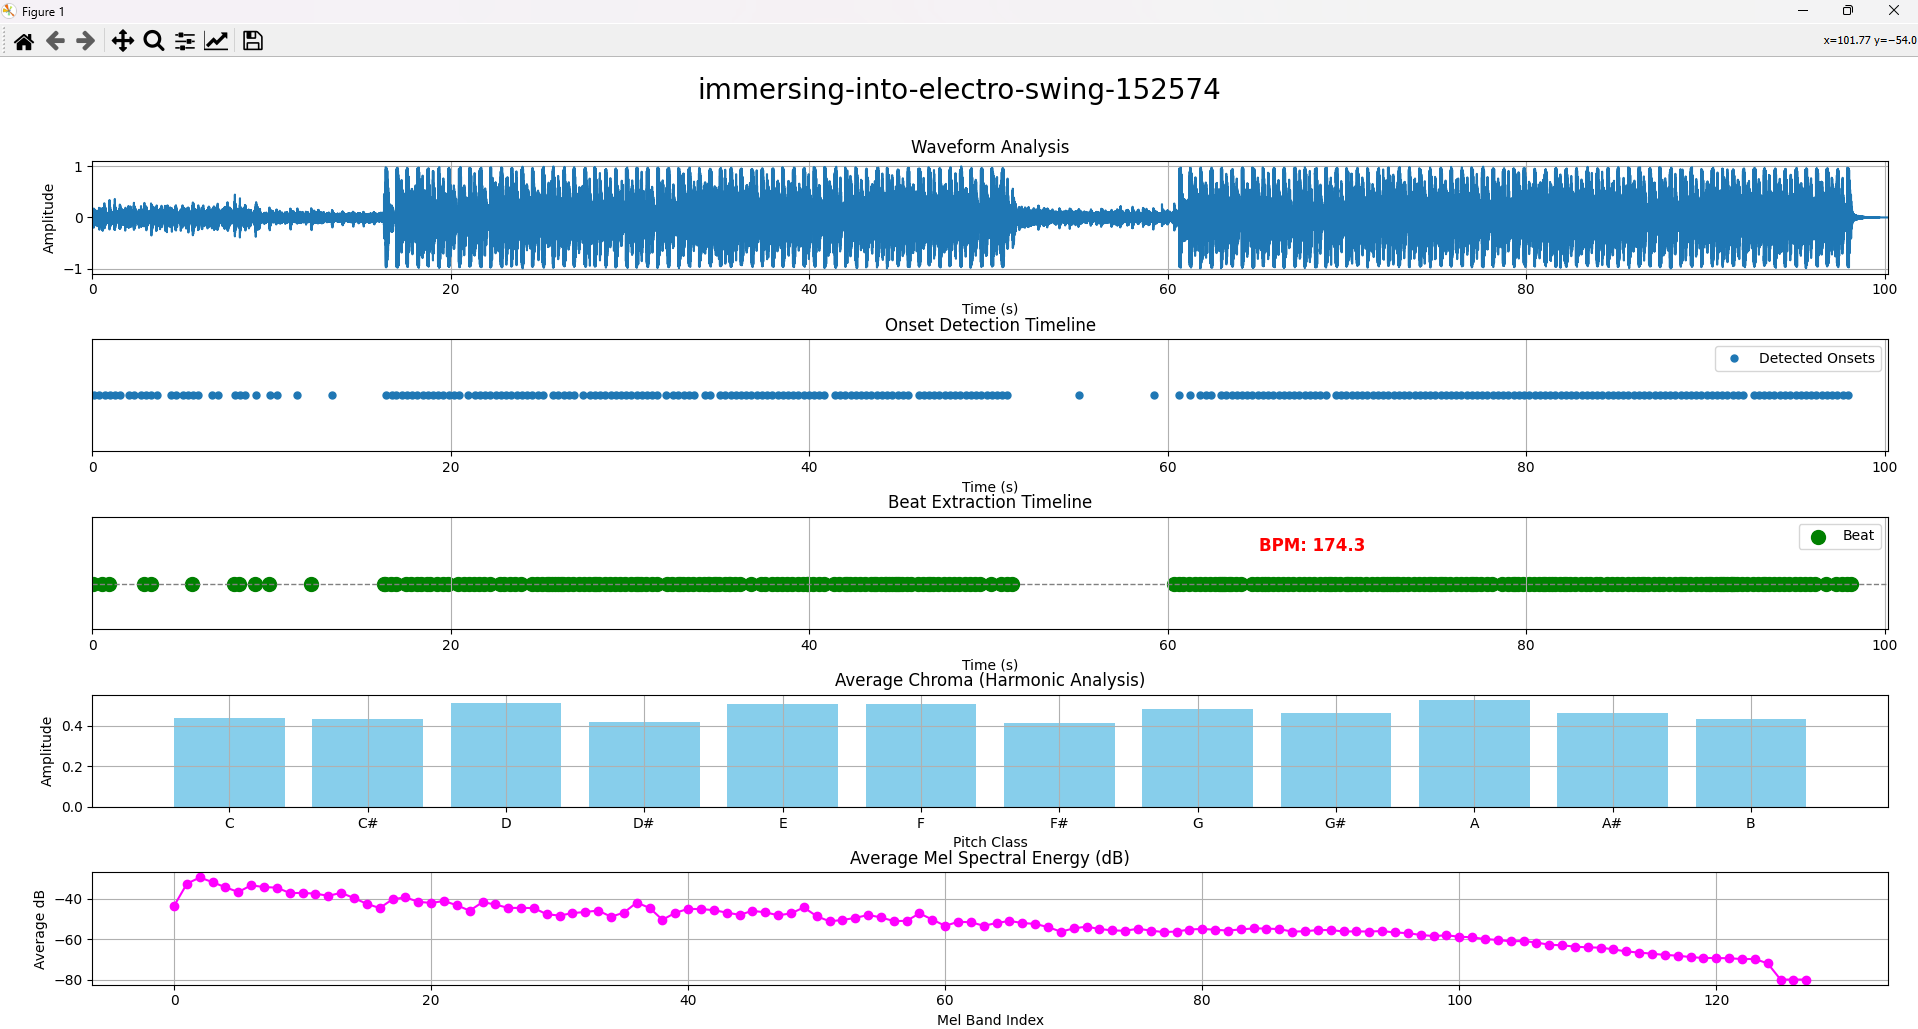 Figure 1
x=101.77 y=−54.0
immersing-into-electro-swing-152574
Waveform Analysis
Amplitude
1
0
−1
0 20 40 60 80 100
Time (s)
Onset Detection Timeline
Detected Onsets
0 20 40 60 80 100
Time (s)
Beat Extraction Timeline
BPM: 174.3
Beat
0 20 40 60 80 100
Time (s)
Average Chroma (Harmonic Analysis)
Amplitude
0.4
0.2
0.0
C C# D D# E F F# G G# A A# B
Pitch Class
Average Mel Spectral Energy (dB)
Average dB
−40
−60
−80
0 20 40 60 80 100 120
Mel Band Index